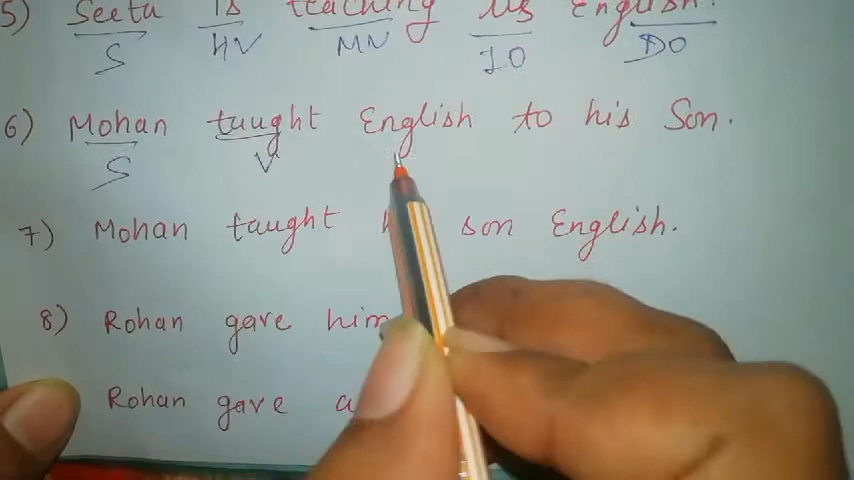 5) Seeta is teaching us English.
S HV MV IO DO
6) Mohan taught English to his Son.
S V
7) Mohan taught son English.
8) Rohan gave him
Rohan gave a